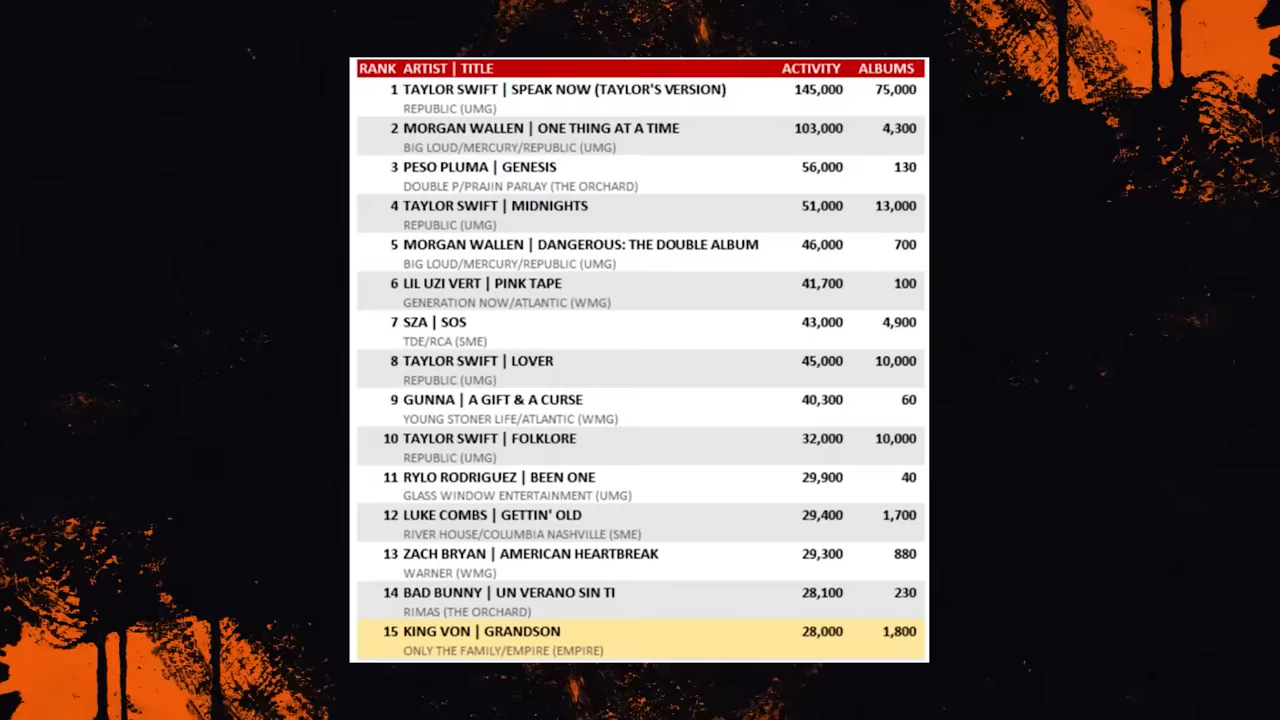 RANK ARTIST | TITLE ACTIVITY ALBUMS
1 TAYLOR SWIFT | SPEAK NOW (TAYLOR'S VERSION) 145,000 75,000
REPUBLIC (UMG)
2 MORGAN WALLEN | ONE THING AT A TIME 103,000 4,300
BIG LOUD/MERCURY/REPUBLIC (UMG)
3 PESO PLUMA | GENESIS 56,000 130
DOUBLE P/PRAJIN PARLAY (THE ORCHARD)
4 TAYLOR SWIFT | MIDNIGHTS 51,000 13,000
REPUBLIC (UMG)
5 MORGAN WALLEN | DANGEROUS: THE DOUBLE ALBUM 46,000 700
BIG LOUD/MERCURY/REPUBLIC (UMG)
6 LIL UZI VERT | PINK TAPE 41,700 100
GENERATION NOW/ATLANTIC (WMG)
7 SZA | SOS 43,000 4,900
TDE/RCA (SME)
8 TAYLOR SWIFT | LOVER 45,000 10,000
REPUBLIC (UMG)
9 GUNNA | A GIFT & A CURSE 40,300 60
YOUNG STONER LIFE/ATLANTIC (WMG)
10 TAYLOR SWIFT | FOLKLORE 32,000 10,000
REPUBLIC (UMG)
11 RYLO RODRIGUEZ | BEEN ONE 29,900 40
GLASS WINDOW ENTERTAINMENT (UMG)
12 LUKE COMBS | GETTIN' OLD 29,400 1,700
RIVER HOUSE/COLUMBIA NASHVILLE (SME)
13 ZACH BRYAN | AMERICAN HEARTBREAK 29,300 880
WARNER (WMG)
14 BAD BUNNY | UN VERANO SIN TI 28,100 230
RIMAS (THE ORCHARD)
15 KING VON | GRANDSON 28,000 1,800
ONLY THE FAMILY/EMPIRE (EMPIRE)